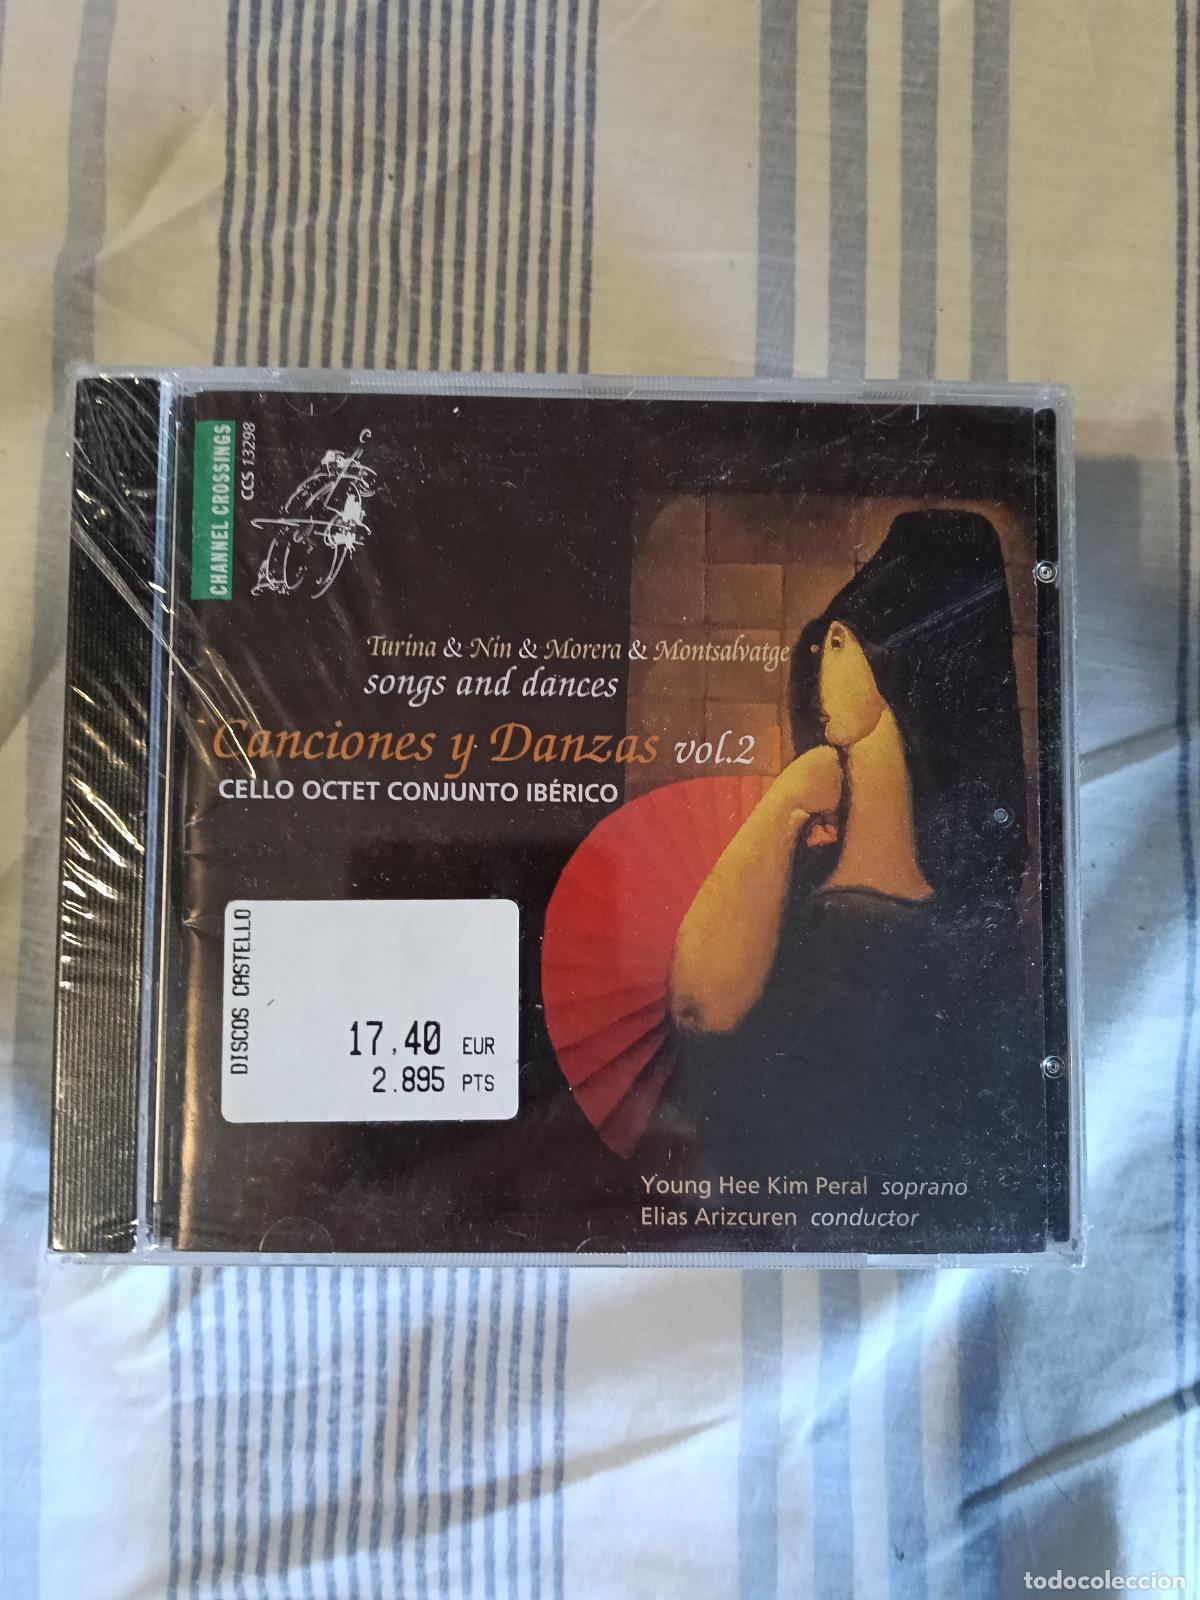 CHANNEL CROSSINGS
CCS 13298
Turina & Nin & Morera & Montsalvatge
songs and dances
Canciones y Danzas vol.2
CELLO OCTET CONJUNTO IBÉRICO
DISCOS CASTELLO
17,40 EUR
2.895 PTS
Young Hee Kim Peral soprano
Elias Arizcuren conductor
todocoleccion